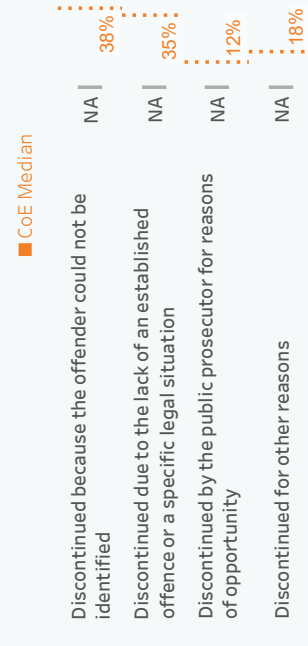 CoE Median
Discontinued because the offender could not be
identified
NA
38%
Discontinued due to the lack of an established
offence or a specific legal situation
NA
35%
Discontinued by the public prosecutor for reasons
of opportunity
NA
12%
Discontinued for other reasons
NA
18%